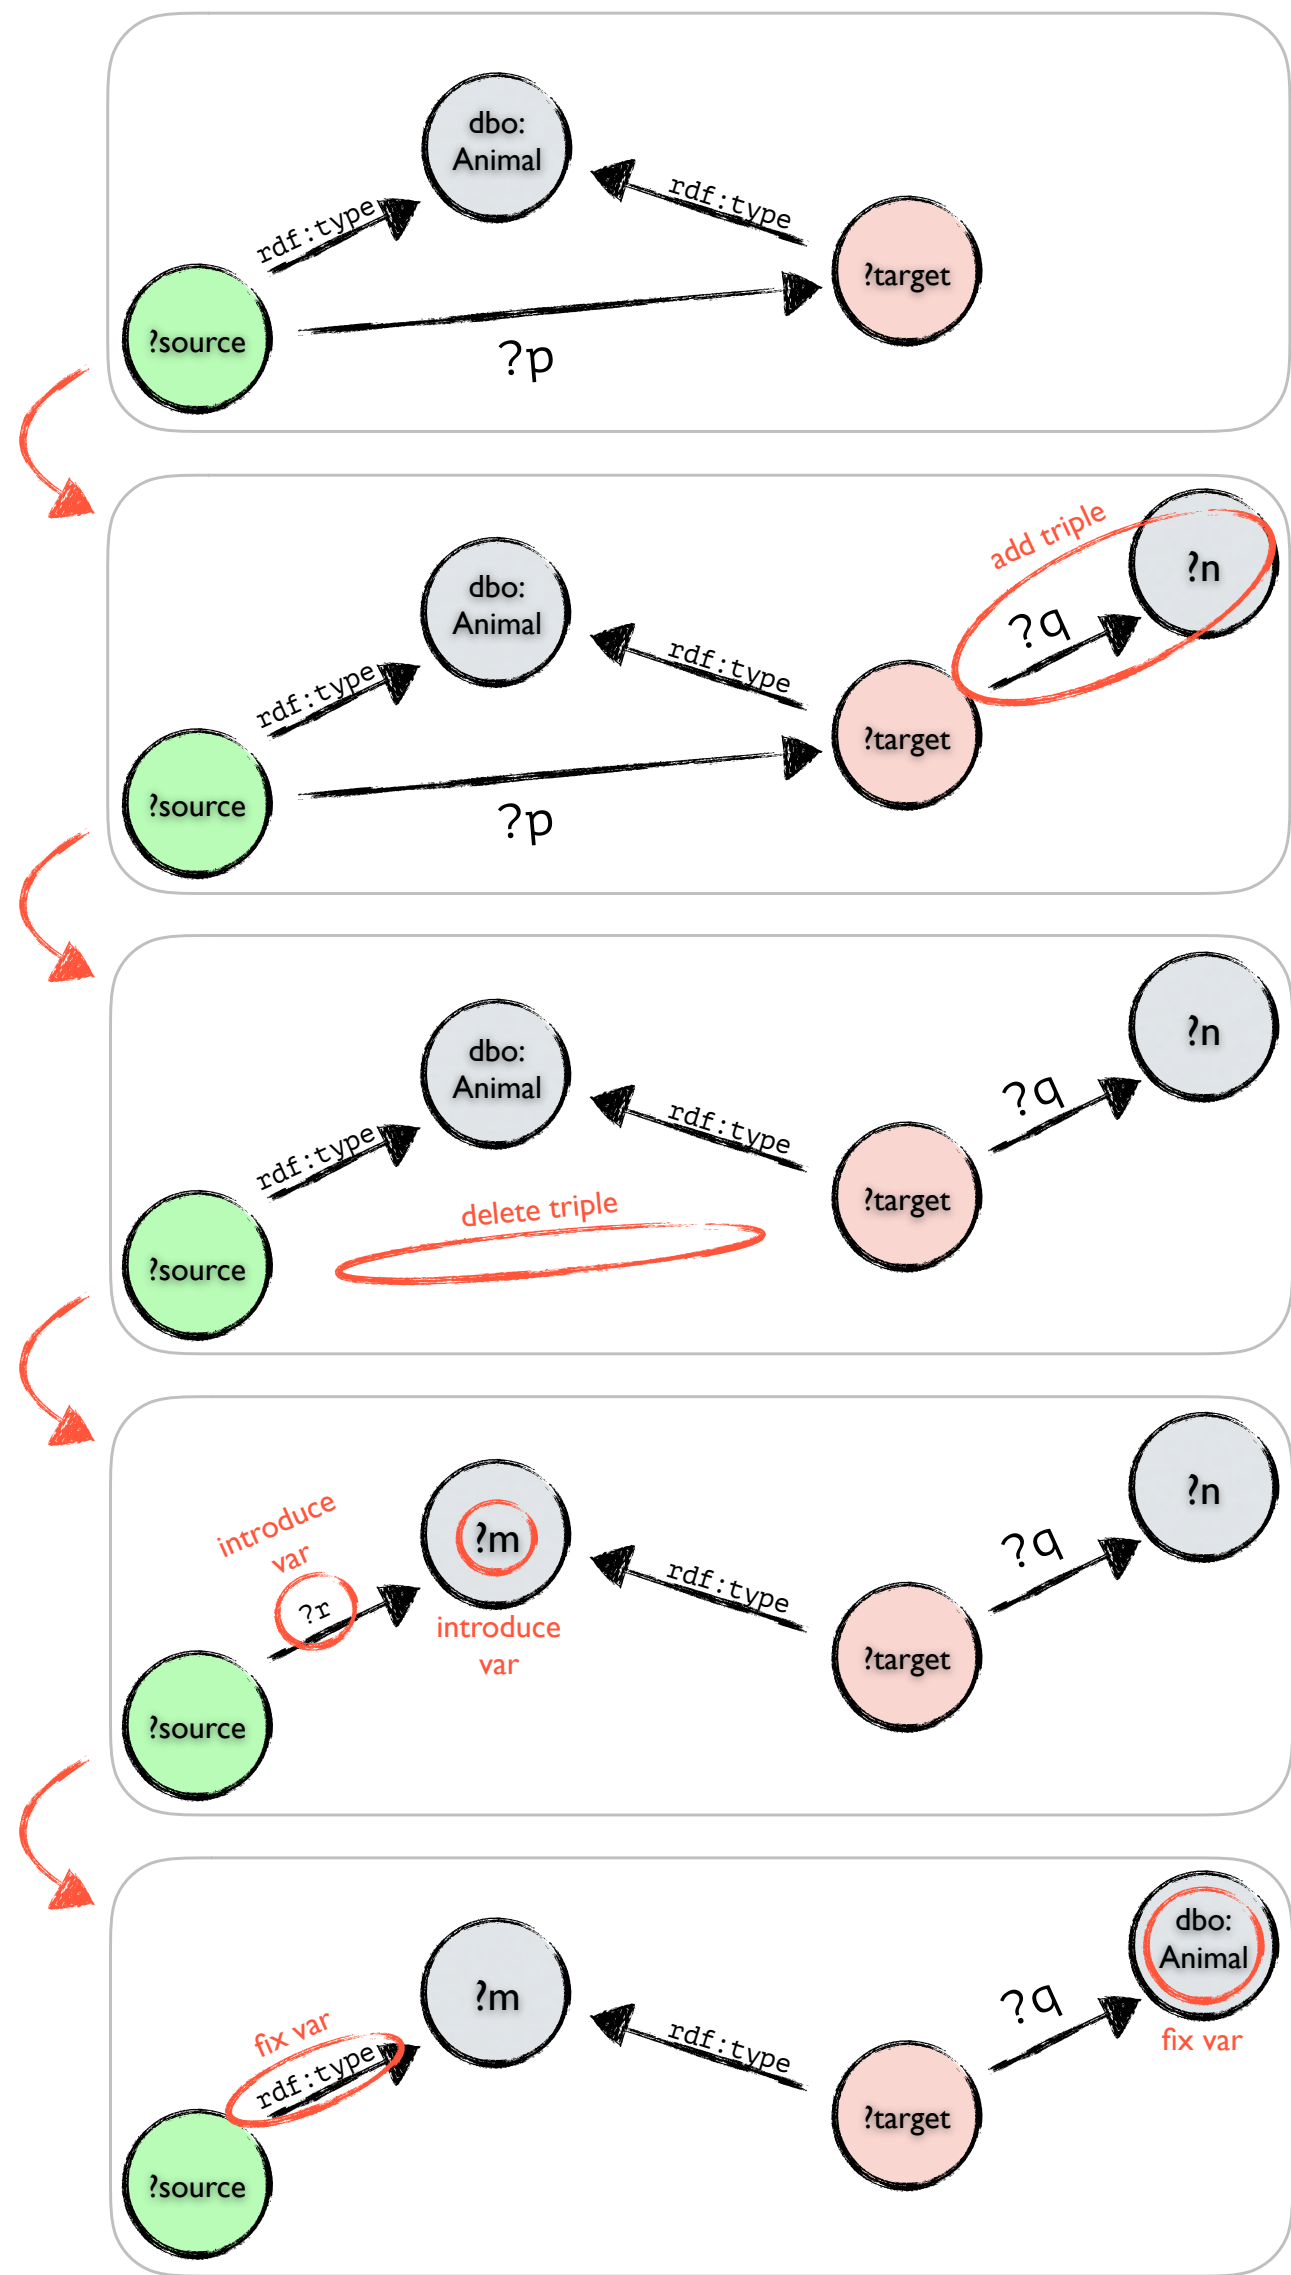 dbo:
Animal
rdf:type
rdf:type
?target
?source
?p
add triple
?n
dbo:
Animal
?q
rdf:type
rdf:type
?target
?source
?p
?n
dbo:
Animal
?q
rdf:type
rdf:type
?target
delete triple
?source
?n
introduce
var
?m
?q
?r
rdf:type
introduce
var
?target
?source
dbo:
Animal
?m
?q
fix var
fix var
rdf:type
rdf:type
?target
?source